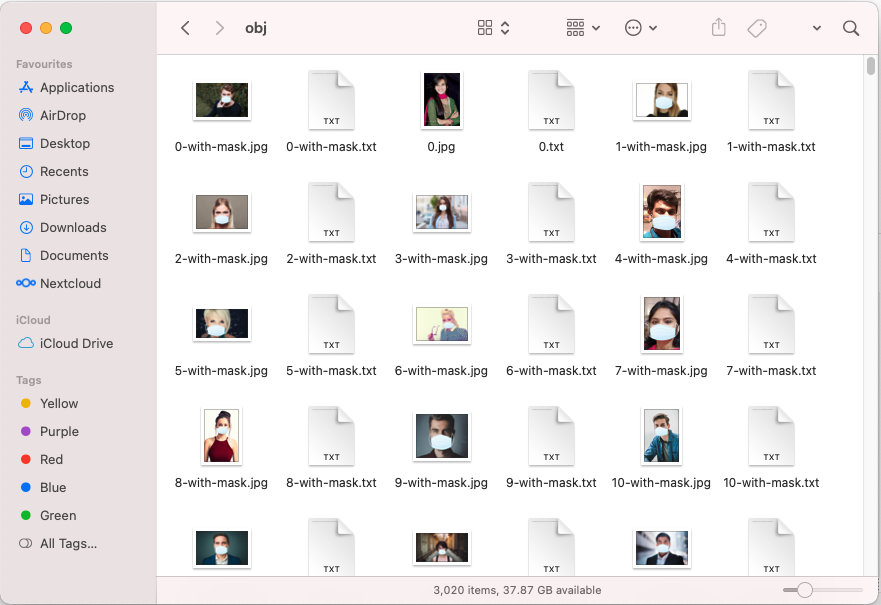 obj
Favourites
Applications
AirDrop
Desktop
Recents
Pictures
Downloads
Documents
Nextcloud
iCloud
iCloud Drive
Tags
Yellow
Purple
Red
Blue
Green
All Tags...
TXT TXT TXT
0-with-mask.jpg 0-with-mask.txt 0.jpg 0.txt 1-with-mask.jpg 1-with-mask.txt
TXT TXT TXT
2-with-mask.jpg 2-with-mask.txt 3-with-mask.jpg 3-with-mask.txt 4-with-mask.jpg 4-with-mask.txt
TXT TXT TXT
5-with-mask.jpg 5-with-mask.txt 6-with-mask.jpg 6-with-mask.txt 7-with-mask.jpg 7-with-mask.txt
TXT TXT TXT
8-with-mask.jpg 8-with-mask.txt 9-with-mask.jpg 9-with-mask.txt 10-with-mask.jpg 10-with-mask.txt
TXT TXT TXT
3,020 items, 37.87 GB available